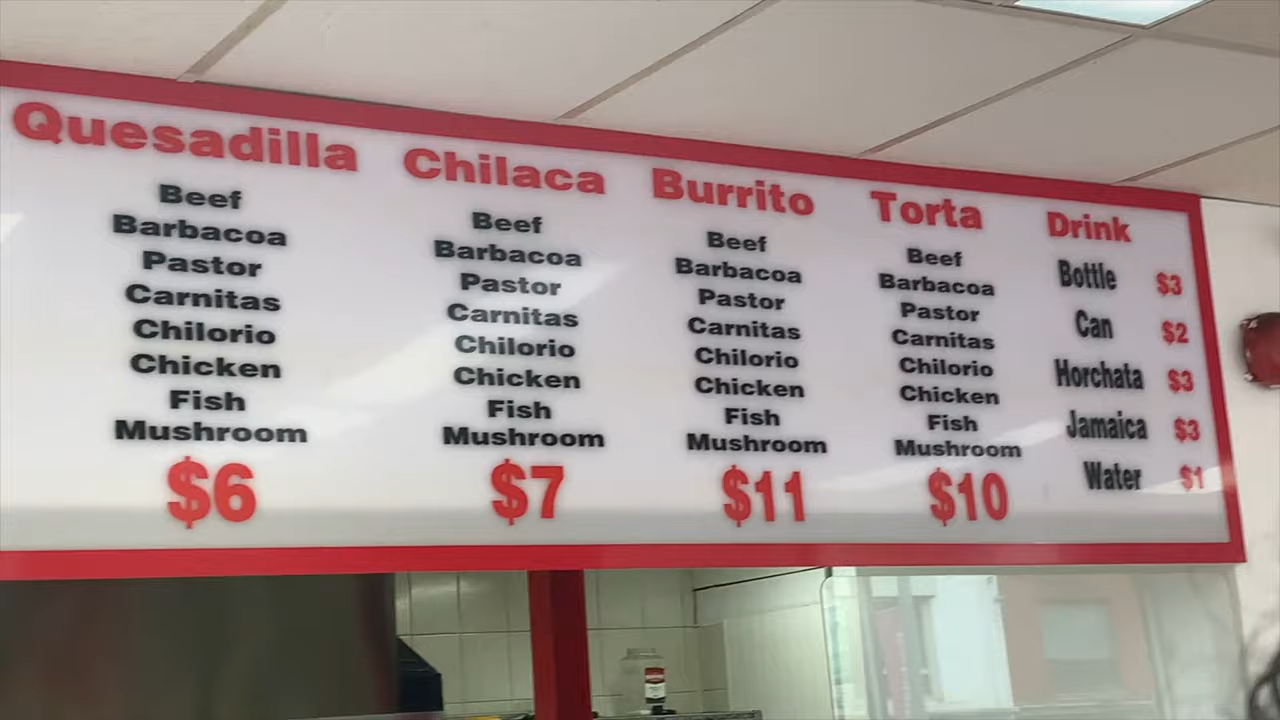 Quesadilla
Beef
Barbacoa
Pastor
Carnitas
Chilorio
Chicken
Fish
Mushroom
$6
Chilaca
Beef
Barbacoa
Pastor
Carnitas
Chilorio
Chicken
Fish
Mushroom
$7
Burrito
Beef
Barbacoa
Pastor
Carnitas
Chilorio
Chicken
Fish
Mushroom
$11
Torta
Beef
Barbacoa
Pastor
Carnitas
Chilorio
Chicken
Fish
Mushroom
$10
Drink
Bottle $3
Can $2
Horchata $3
Jamaica $3
Water $1